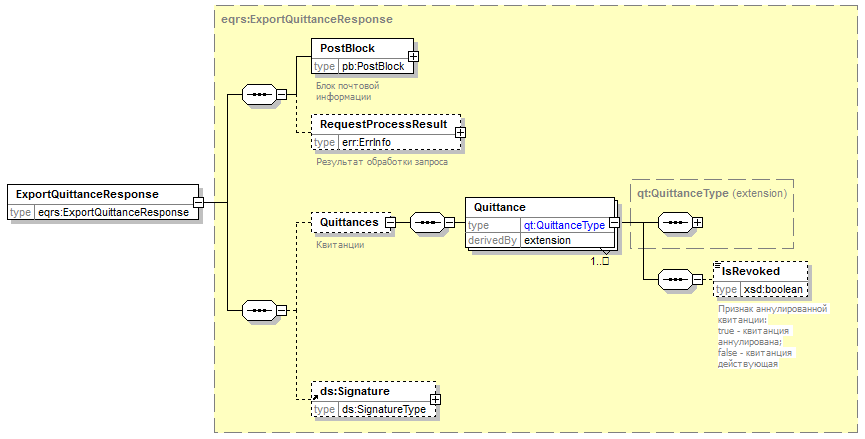 eqrs:ExportQuittanceResponse
PostBlock
type pb:PostBlock
Блок почтовой
информации
RequestProcessResult
type err:ErrInfo
Результат обработки запроса
ExportQuittanceResponse
type eqrs:ExportQuittanceResponse
Quittances
Квитанции
Quittance
type qt:QuittanceType
derivedBy extension
1..□
qt:QuittanceType (extension)
IsRevoked
type xsd:boolean
Признак аннулированной
квитанции:
true - квитанция
аннулирована;
false - квитанция
действующая
ds:Signature
type ds:SignatureType